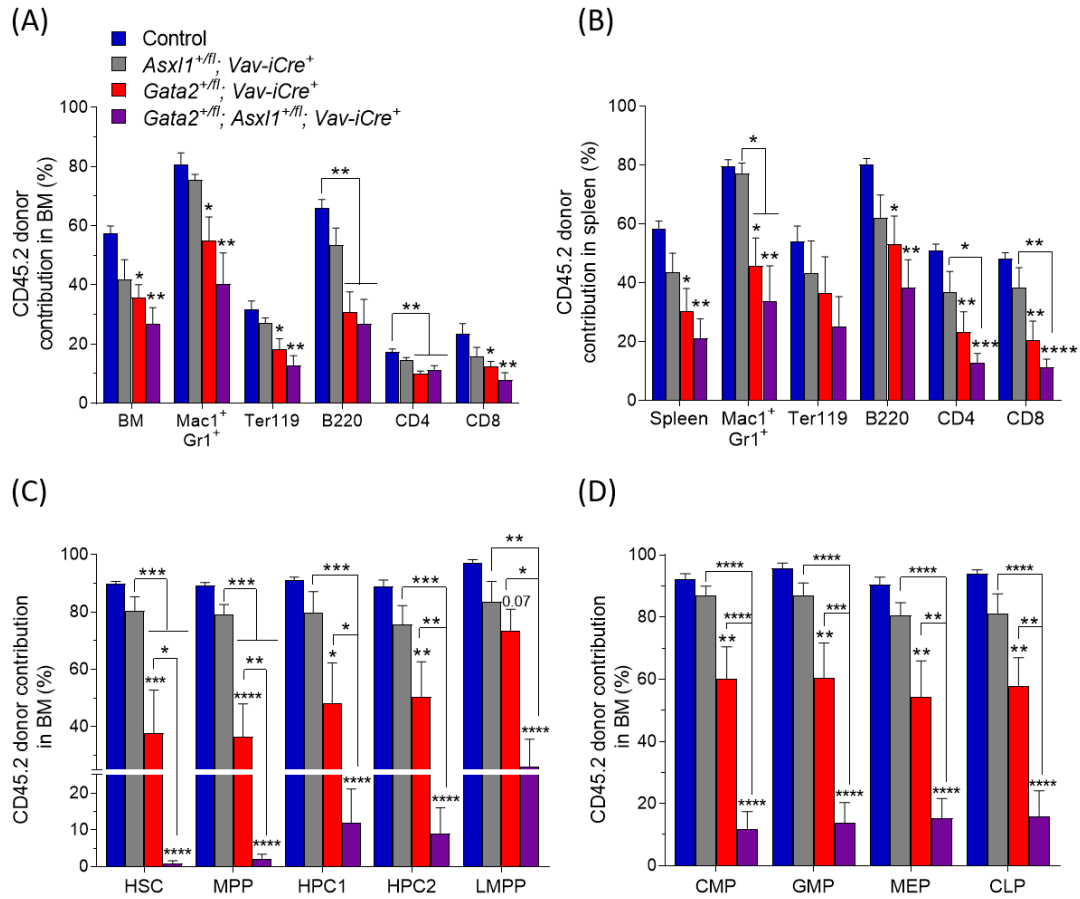 (A)
Control
Asxl1+/fl; Vav-iCre+
Gata2+/fl; Vav-iCre+
Gata2+/fl; Asxl1+/fl; Vav-iCre+
CD45.2 donor
contribution in BM (%)
100
80
60
40
20
0
* ** * ** * ** ** ** * **
BM Mac1+ Ter119 B220 CD4 CD8
Gr1+
(B)
CD45.2 donor
contribution in spleen (%)
100
80
60
40
20
0
* ** * * ** * ** * ** *** ** ** ****
Spleen Mac1+ Ter119 B220 CD4 CD8
Gr1+
(C)
CD45.2 donor contribution
in BM (%)
100
80
60
40
20
10
0
*** * *** ****
*** ** **** ****
*** * * ****
*** ** ** ****
** * 0.07 ****
HSC MPP HPC1 HPC2 LMPP
(D)
CD45.2 donor contribution
in BM (%)
100
80
60
40
20
0
**** **** ** ****
**** *** ** ****
**** ** ** ****
**** ** ** ****
CMP GMP MEP CLP